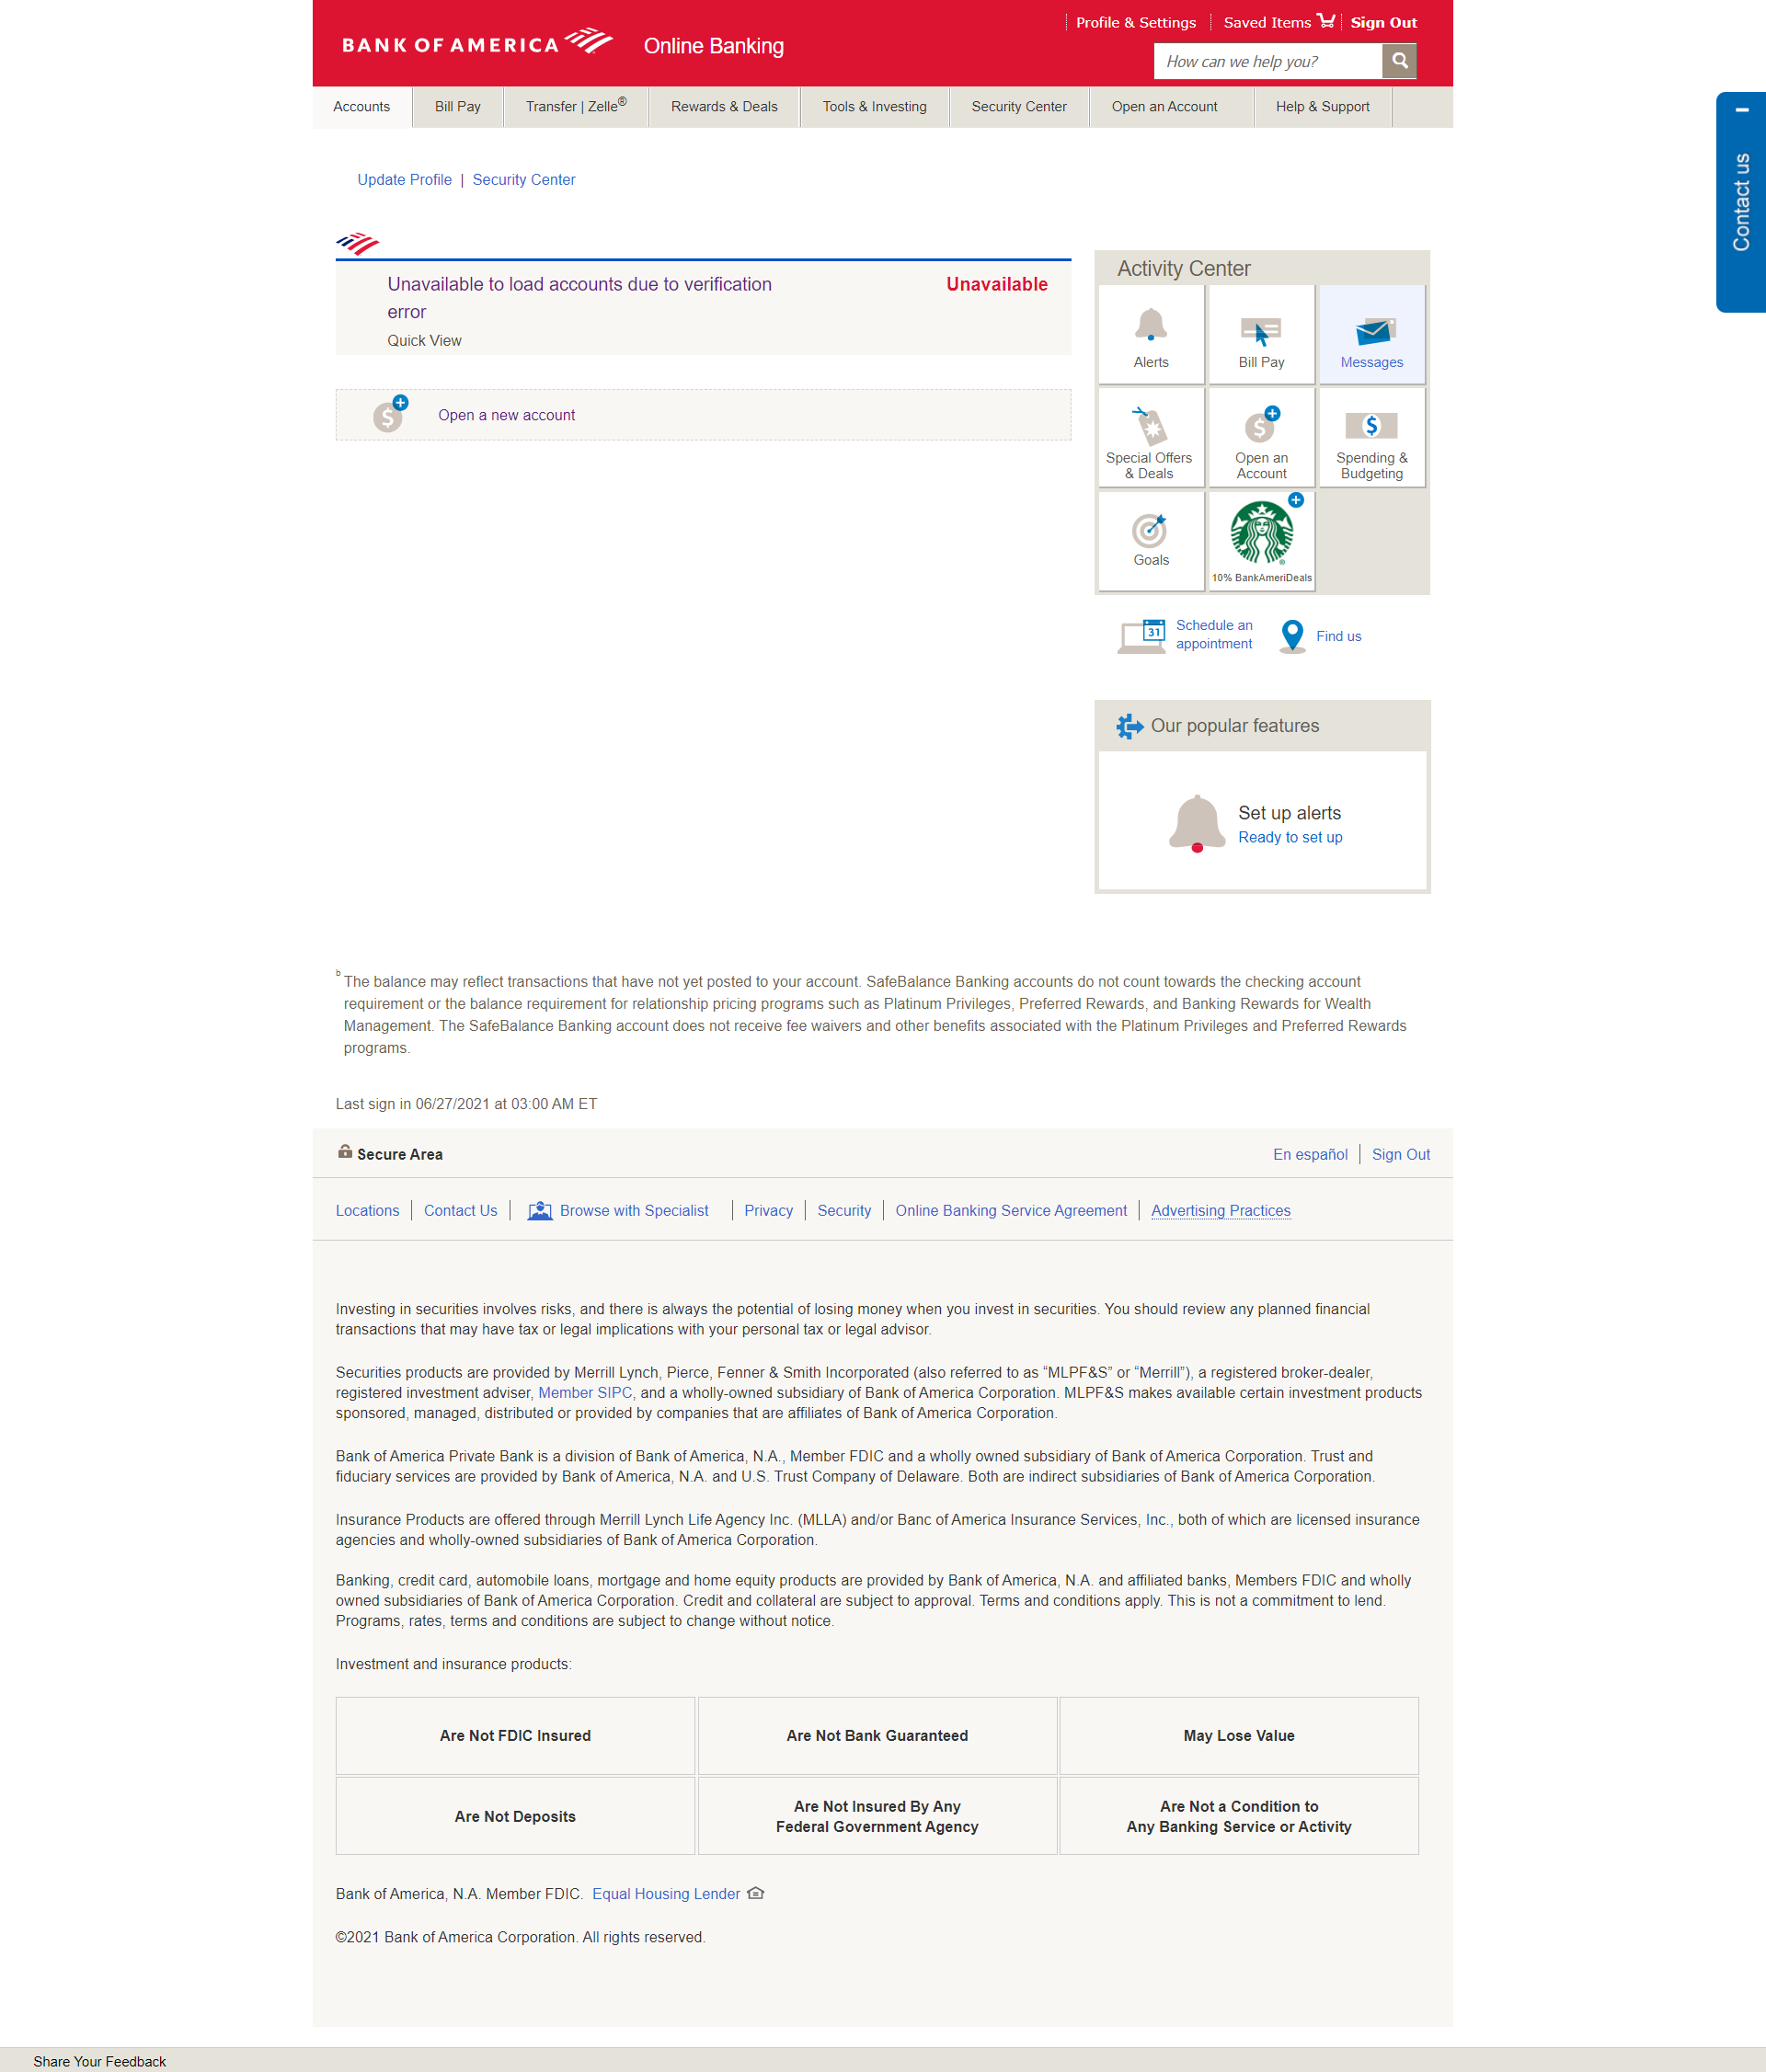 BANK OF AMERICA
Online Banking
Profile & Settings
Saved Items
Sign Out
How can we help you?
Accounts
Bill Pay
Transfer | Zelle®
Rewards & Deals
Tools & Investing
Security Center
Open an Account
Help & Support
Contact us
Update Profile | Security Center
Unavailable to load accounts due to verification
error
Unavailable
Quick View
Open a new account
Activity Center
Alerts
Bill Pay
Messages
Special Offers
& Deals
Open an
Account
Spending &
Budgeting
Goals
10% BankAmeriDeals
31
Schedule an
appointment
Find us
Our popular features
Set up alerts
Ready to set up
b The balance may reflect transactions that have not yet posted to your account. SafeBalance Banking accounts do not count towards the checking account
requirement or the balance requirement for relationship pricing programs such as Platinum Privileges, Preferred Rewards, and Banking Rewards for Wealth
Management. The SafeBalance Banking account does not receive fee waivers and other benefits associated with the Platinum Privileges and Preferred Rewards
programs.
Last sign in 06/27/2021 at 03:00 AM ET
Secure Area
En español
Sign Out
Locations
Contact Us
Browse with Specialist
Privacy
Security
Online Banking Service Agreement
Advertising Practices
Investing in securities involves risks, and there is always the potential of losing money when you invest in securities. You should review any planned financial
transactions that may have tax or legal implications with your personal tax or legal advisor.
Securities products are provided by Merrill Lynch, Pierce, Fenner & Smith Incorporated (also referred to as “MLPF&S” or “Merrill”), a registered broker-dealer,
registered investment adviser, Member SIPC, and a wholly-owned subsidiary of Bank of America Corporation. MLPF&S makes available certain investment products
sponsored, managed, distributed or provided by companies that are affiliates of Bank of America Corporation.
Bank of America Private Bank is a division of Bank of America, N.A., Member FDIC and a wholly owned subsidiary of Bank of America Corporation. Trust and
fiduciary services are provided by Bank of America, N.A. and U.S. Trust Company of Delaware. Both are indirect subsidiaries of Bank of America Corporation.
Insurance Products are offered through Merrill Lynch Life Agency Inc. (MLLA) and/or Banc of America Insurance Services, Inc., both of which are licensed insurance
agencies and wholly-owned subsidiaries of Bank of America Corporation.
Banking, credit card, automobile loans, mortgage and home equity products are provided by Bank of America, N.A. and affiliated banks, Members FDIC and wholly
owned subsidiaries of Bank of America Corporation. Credit and collateral are subject to approval. Terms and conditions apply. This is not a commitment to lend.
Programs, rates, terms and conditions are subject to change without notice.
Investment and insurance products:
Are Not FDIC Insured
Are Not Bank Guaranteed
May Lose Value
Are Not Deposits
Are Not Insured By Any
Federal Government Agency
Are Not a Condition to
Any Banking Service or Activity
Bank of America, N.A. Member FDIC. Equal Housing Lender
©2021 Bank of America Corporation. All rights reserved.
Share Your Feedback